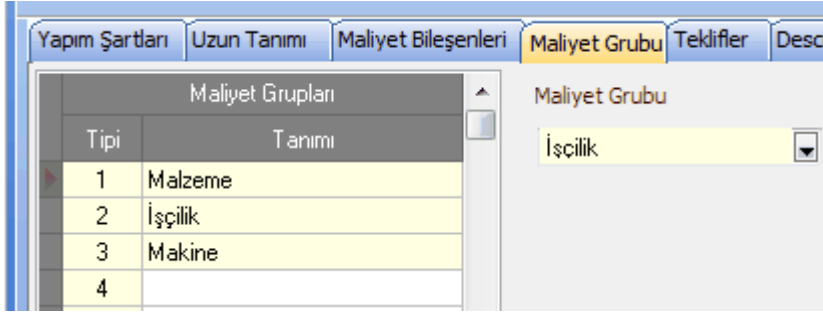 Yapım Şartları Uzun Tanımı Maliyet Bileşenleri Maliyet Grubu Teklifler Desc
Maliyet Grupları
Tipi Tanımı
1 Malzeme
2 İşçilik
3 Makine
4
Maliyet Grubu
İşçilik